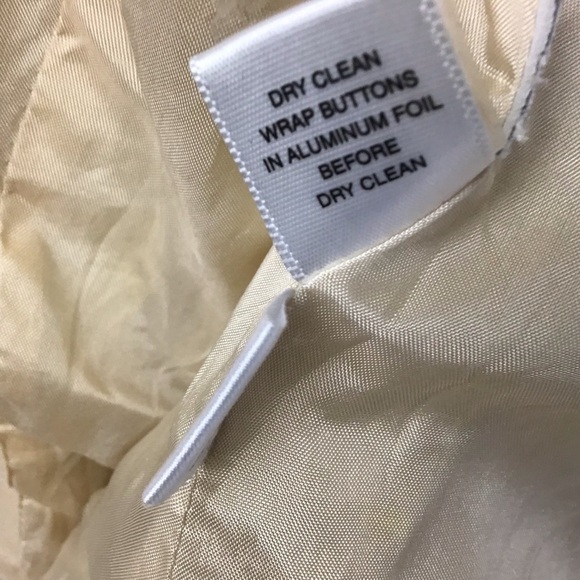 DRY CLEAN
WRAP BUTTONS
IN ALUMINUM FOIL
BEFORE
DRY CLEAN